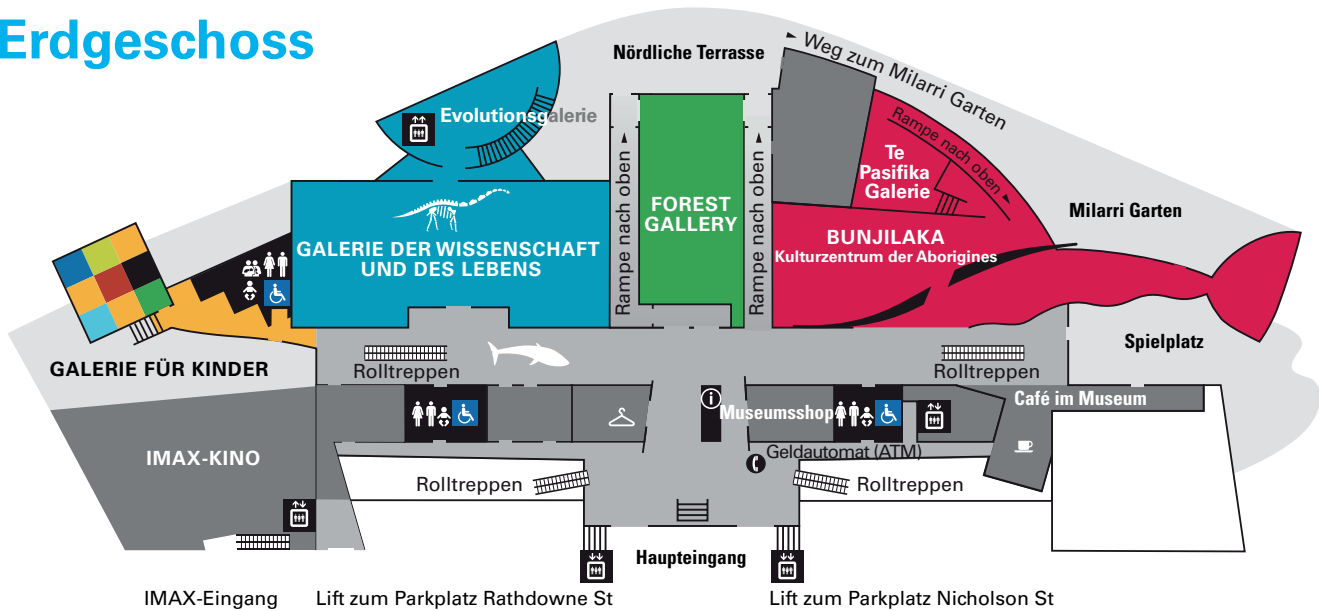 Erdgeschoss
Nördliche Terrasse
Weg zum Milarri Garten
Evolutionsgalerie
Rampe nach oben
Te
Pasifika
Galerie
Rampe nach oben
Rampe nach oben
FOREST
GALLERY
Milarri Garten
GALERIE DER WISSENSCHAFT
UND DES LEBENS
BUNJILAKA
Kulturzentrum der Aborigines
GALERIE FÜR KINDER
Rolltreppen
Rolltreppen
Spielplatz
i
Museumsshop
Café im Museum
IMAX-KINO
Geldautomat (ATM)
Rolltreppen
Rolltreppen
Haupteingang
IMAX-Eingang
Lift zum Parkplatz Rathdowne St
Lift zum Parkplatz Nicholson St